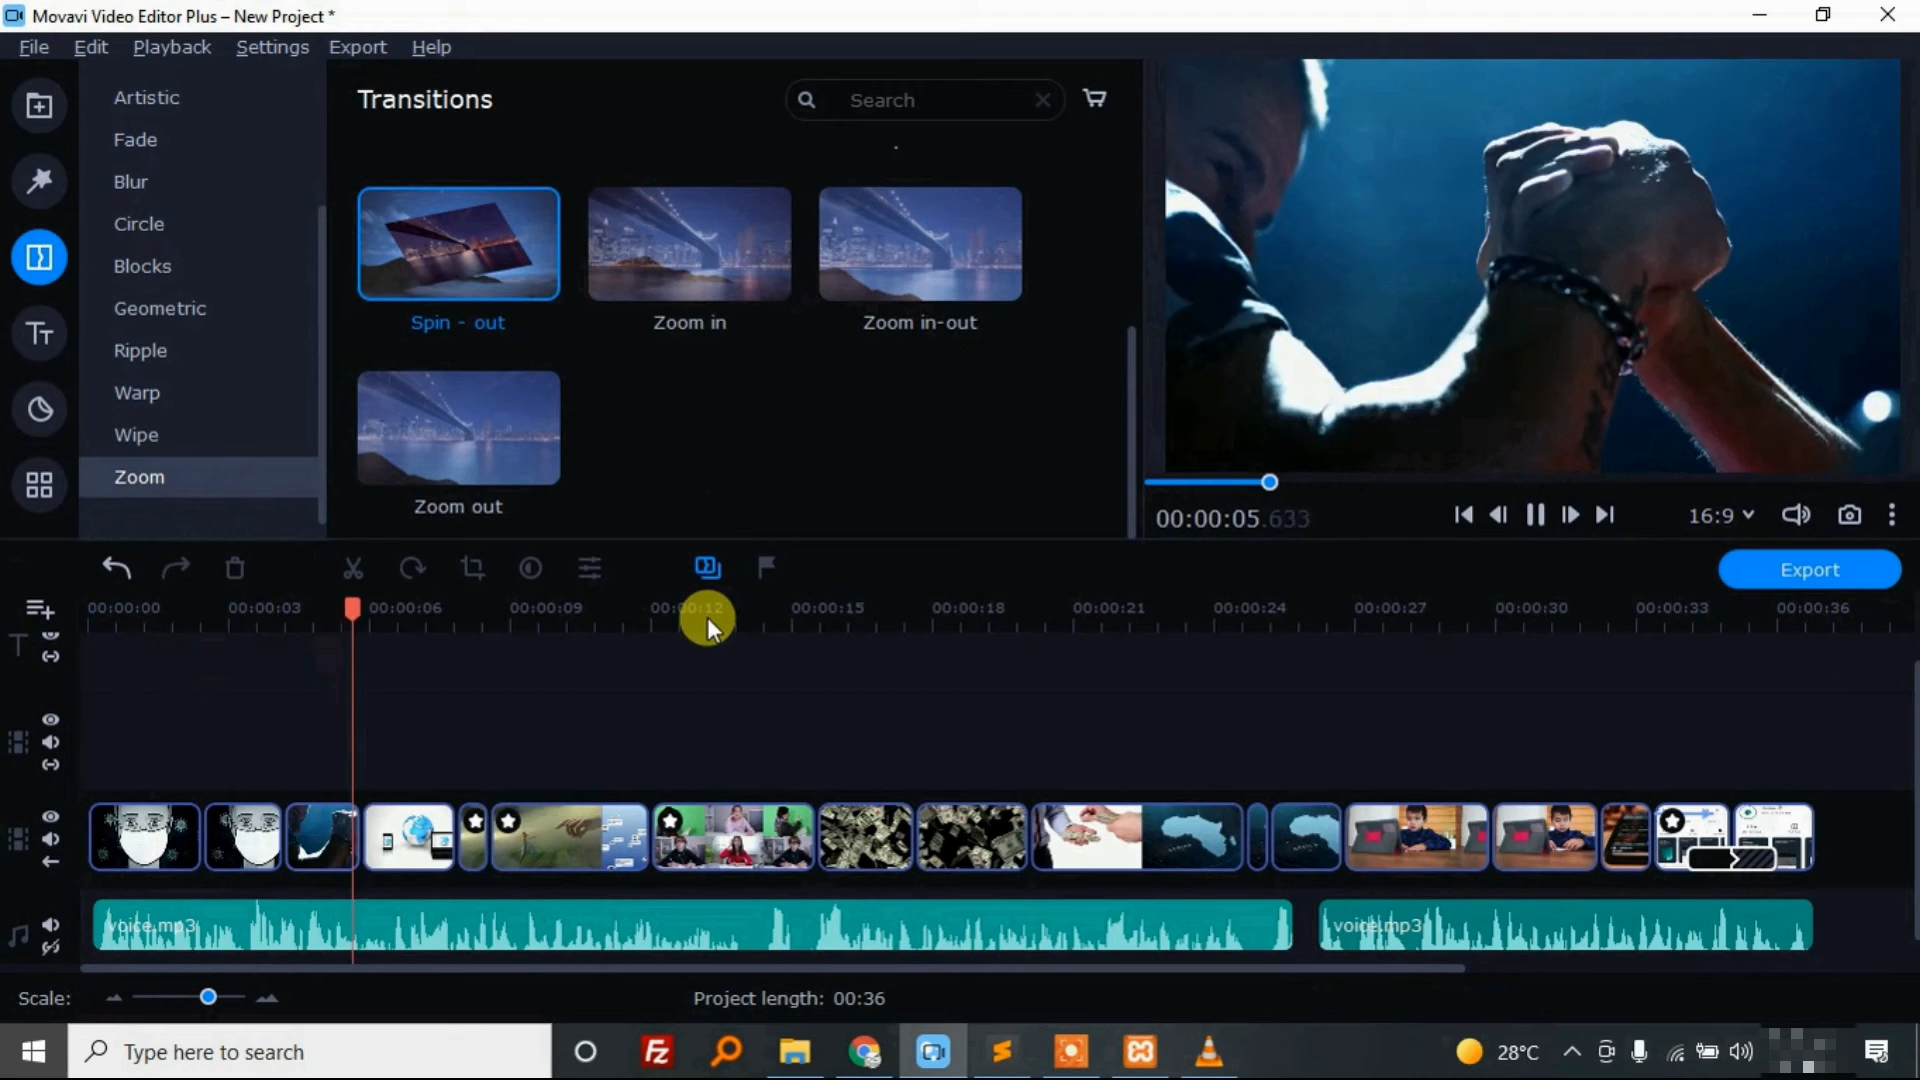 Movavi Video Editor Plus – New Project *
File Edit Playback Settings Export Help
Artistic
Fade
Blur
Circle
Blocks
Geometric
Ripple
Warp
Wipe
Zoom
Transitions
Search
Spin - out
Zoom in
Zoom in-out
Zoom out
00:00:05.633
16:9
Export
00:00:00 00:00:03 00:00:06 00:00:09 00:00:12 00:00:15 00:00:18 00:00:21 00:00:24 00:00:27 00:00:30 00:00:33 00:00:36
voice.mp3
voice.mp3
Scale:
Project length: 00:36
Type here to search
Fz
28°C